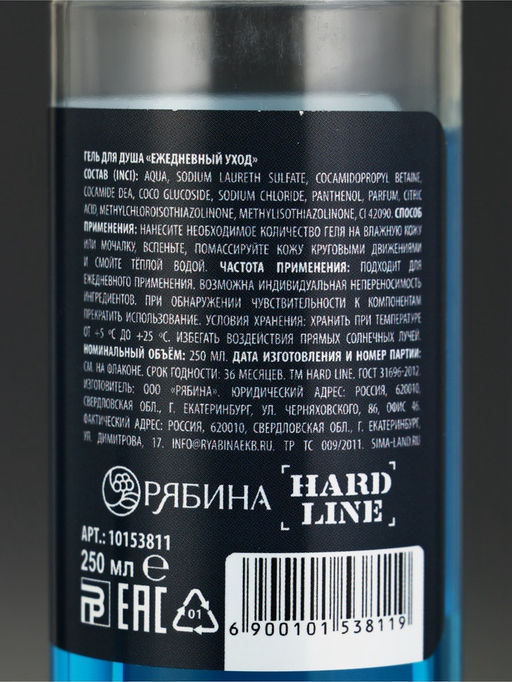 ГЕЛЬ ДЛЯ ДУША «ЕЖЕДНЕВНЫЙ УХОД»
СОСТАВ (INCI): AQUA, SODIUM LAURETH SULFATE, COCAMIDOPROPYL BETAINE,
COCAMIDE DEA, COCO GLUCOSIDE, SODIUM CHLORIDE, PANTHENOL, PARFUM, CITRIC
ACID, METHYLCHLOROISOTHIAZOLINONE, METHYLISOTHIAZOLINONE, CI 42090. СПОСОБ
ПРИМЕНЕНИЯ: НАНЕСИТЕ НЕОБХОДИМОЕ КОЛИЧЕСТВО ГЕЛЯ НА ВЛАЖНУЮ КОЖУ
ИЛИ МОЧАЛКУ, ВСПЕНЬТЕ, ПОМАССИРУЙТЕ КОЖУ КРУГОВЫМИ ДВИЖЕНИЯМИ
И СМОЙТЕ ТЁПЛОЙ ВОДОЙ. ЧАСТОТА ПРИМЕНЕНИЯ: ПОДХОДИТ ДЛЯ
ЕЖЕДНЕВНОГО ПРИМЕНЕНИЯ. ВОЗМОЖНА ИНДИВИДУАЛЬНАЯ НЕПЕРЕНОСИМОСТЬ
ИНГРЕДИЕНТОВ. ПРИ ОБНАРУЖЕНИИ ЧУВСТВИТЕЛЬНОСТИ К КОМПОНЕНТАМ
ПРЕКРАТИТЬ ИСПОЛЬЗОВАНИЕ. УСЛОВИЯ ХРАНЕНИЯ: ХРАНИТЬ ПРИ ТЕМПЕРАТУРЕ
ОТ +5 °С ДО +25 °С. ИЗБЕГАТЬ ВОЗДЕЙСТВИЯ ПРЯМЫХ СОЛНЕЧНЫХ ЛУЧЕЙ.
НОМИНАЛЬНЫЙ ОБЪЁМ: 250 МЛ. ДАТА ИЗГОТОВЛЕНИЯ И НОМЕР ПАРТИИ:
СМ. НА ФЛАКОНЕ. СРОК ГОДНОСТИ: 36 МЕСЯЦЕВ. ТМ HARD LINE. ГОСТ 31696-2012.
ИЗГОТОВИТЕЛЬ: ООО «РЯБИНА». ЮРИДИЧЕСКИЙ АДРЕС: РОССИЯ, 620010,
СВЕРДЛОВСКАЯ ОБЛ., Г. ЕКАТЕРИНБУРГ, УЛ. ЧЕРНЯХОВСКОГО, 86, ОФИС 46.
ФАКТИЧЕСКИЙ АДРЕС: РОССИЯ, 620010, СВЕРДЛОВСКАЯ ОБЛ., Г. ЕКАТЕРИНБУРГ,
УЛ. ДИМИТРОВА, 17. INFO@RYABINAEKB.RU. ТР ТС 009/2011. SIMA-LAND.RU
РЯБИНА
HARD
LINE
АРТ.: 10153811
250 МЛ ℮
EAC
01
6 900101 538119